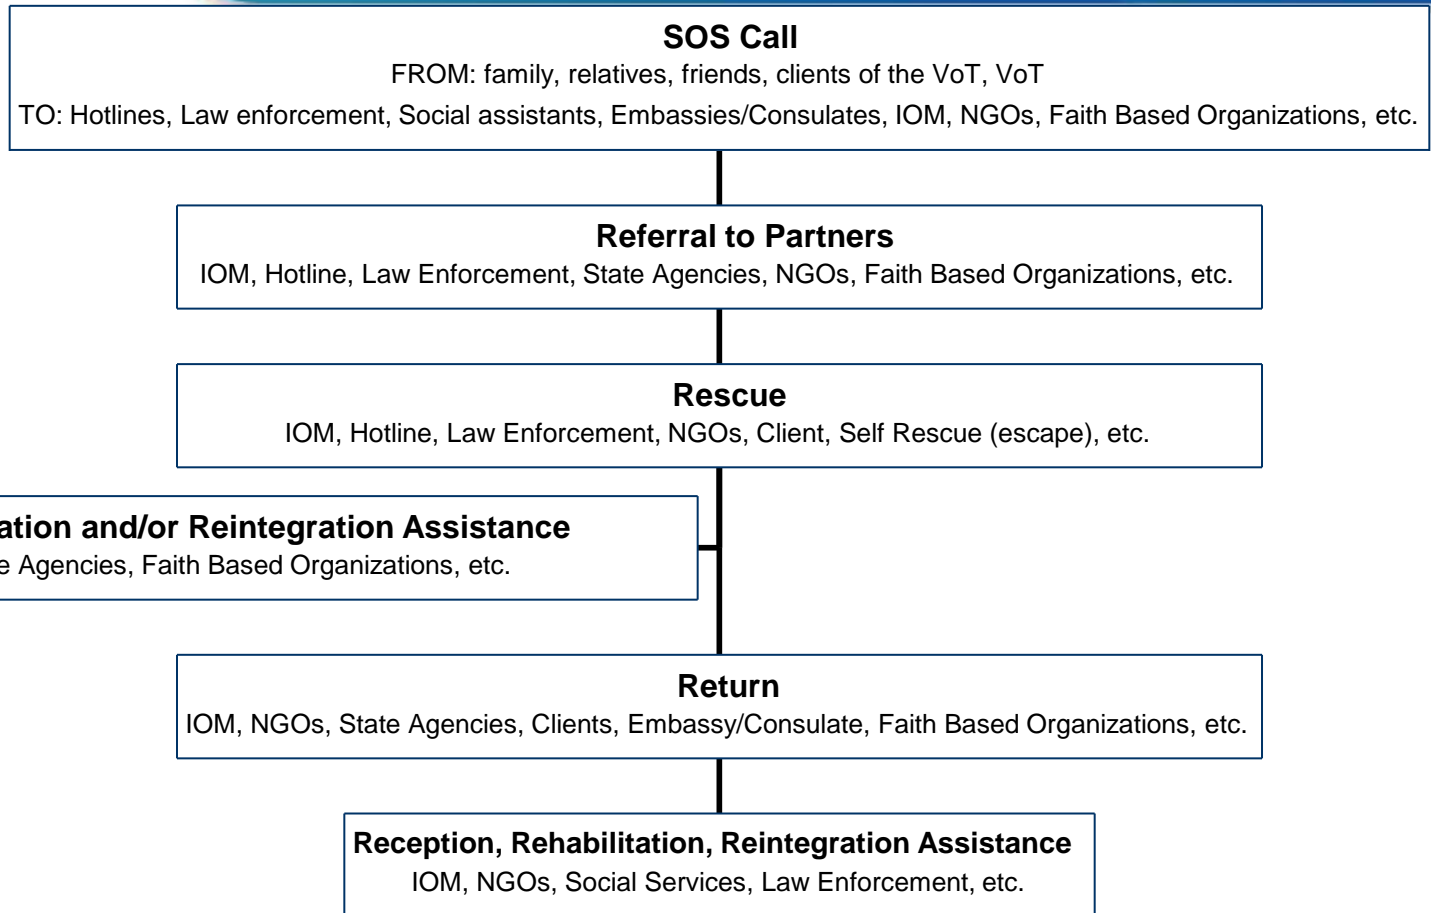 SOS Call
FROM: family, relatives, friends, clients of the VoT, VoT
TO: Hotlines, Law enforcement, Social assistants, Embassies/Consulates, IOM, NGOs, Faith Based Organizations, etc.
Referral to Partners
IOM, Hotline, Law Enforcement, State Agencies, NGOs, Faith Based Organizations, etc.
Rescue
IOM, Hotline, Law Enforcement, NGOs, Client, Self Rescue (escape), etc.
and/or Reintegration Assistance
Agencies, Faith Based Organizations, etc.
Return
IOM, NGOs, State Agencies, Clients, Embassy/Consulate, Faith Based Organizations, etc.
Reception, Rehabilitation, Reintegration Assistance
IOM, NGOs, Social Services, Law Enforcement, etc.